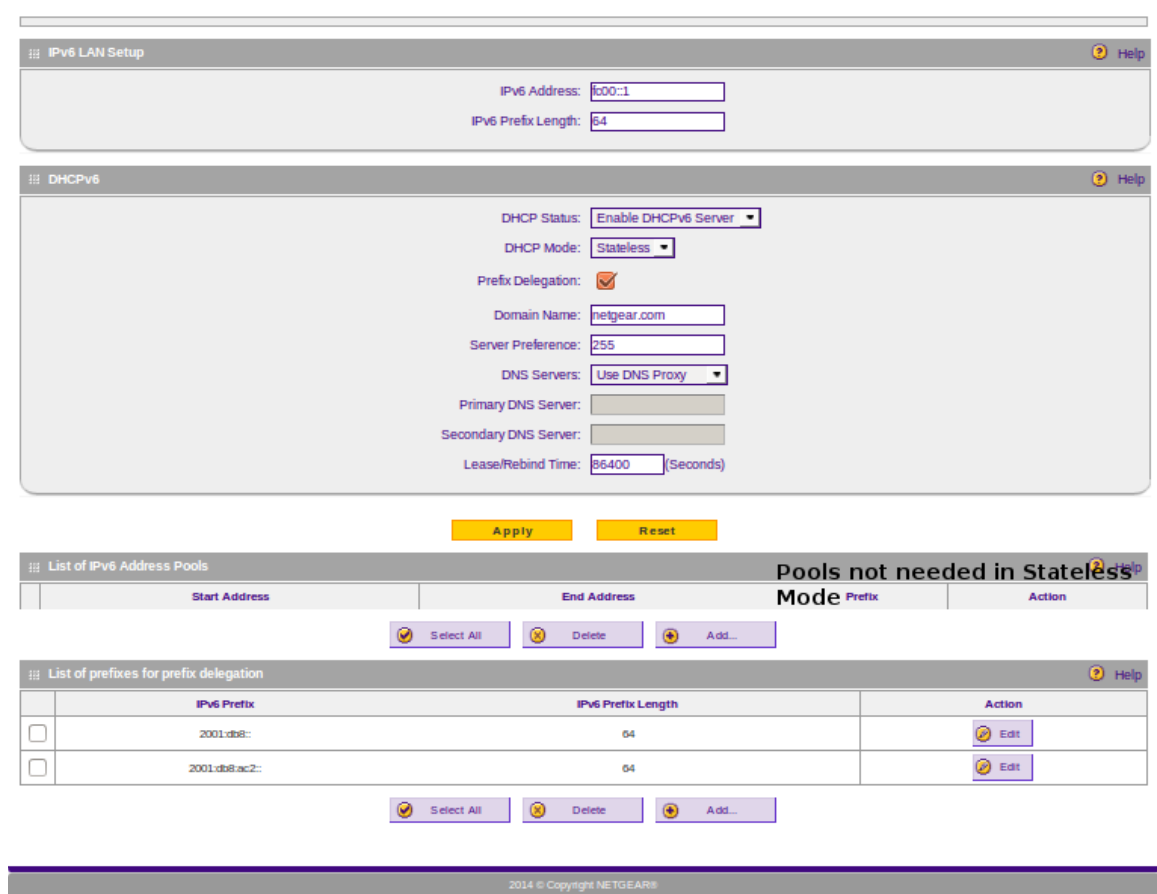 IPv6 LAN Setup Help
IPv6 Address: fc00::1
IPv6 Prefix Length: 64
DHCPv6 Help
DHCP Status: Enable DHCPv6 Server
DHCP Mode: Stateless
Prefix Delegation:
Domain Name: netgear.com
Server Preference: 255
DNS Servers: Use DNS Proxy
Primary DNS Server:
Secondary DNS Server:
Lease/Rebind Time: 86400 (Seconds)
Apply Reset
List of IPv6 Address Pools Help
Pools not needed in Stateless
Mode
Start Address End Address Prefix Action
Select All Delete Add...
List of prefixes for prefix delegation Help
IPv6 Prefix IPv6 Prefix Length Action
2001:db8:: 64 Edit
2001:db8:ac2:: 64 Edit
Select All Delete Add...
2014 © Copyright NETGEAR®